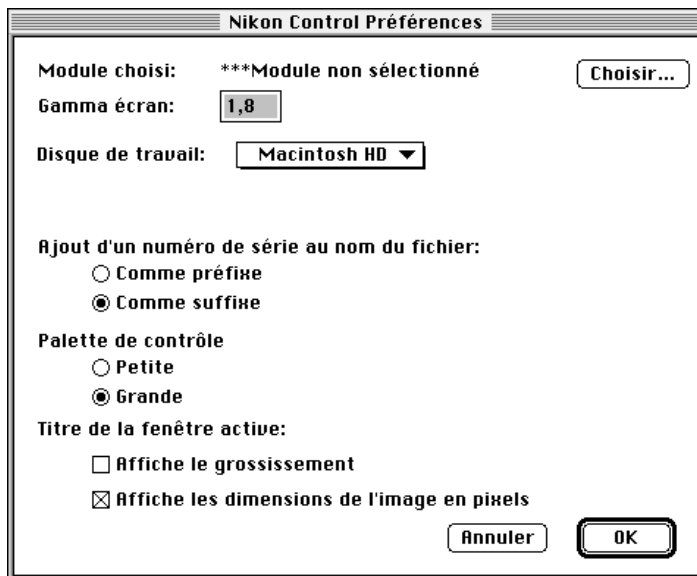 Nikon Control Préférences
Module choisi: ***Module non sélectionné Choisir...
Gamma écran: 1,8
Disque de travail: Macintosh HD
Ajout d'un numéro de série au nom du fichier:
Comme préfixe
Comme suffixe
Palette de contrôle
Petite
Grande
Titre de la fenêtre active:
Affiche le grossissement
Affiche les dimensions de l'image en pixels
Annuler OK